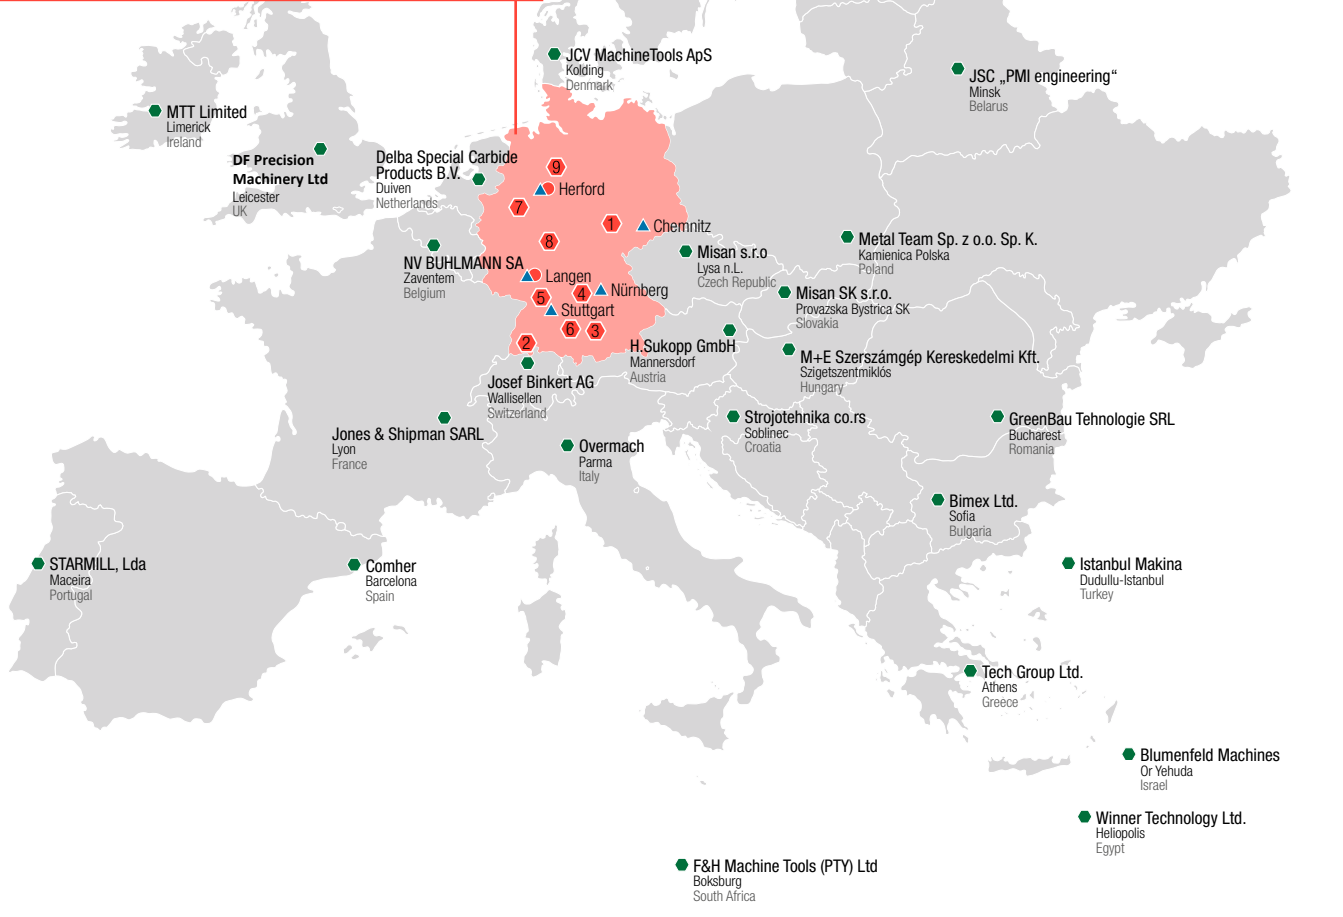 JCV MachineTools ApS
Kolding
Denmark
JSC „PMI engineering“
Minsk
Belarus
MTT Limited
Limerick
Ireland
DF Precision
Machinery Ltd
Leicester
UK
Delba Special Carbide
Products B.V.
Duiven
Netherlands
9
Herford
7
1
Chemnitz
8
NV BUHLMANN SA
Zaventem
Belgium
Langen
5
4
Nürnberg
Stuttgart
6
3
2
Misan s.r.o
Lysa n.L.
Czech Republic
Metal Team Sp. z o.o. Sp. K.
Kamienica Polska
Poland
Misan SK s.r.o.
Provazska Bystrica SK
Slovakia
H.Sukopp GmbH
Mannersdorf
Austria
M+E Szerszámgép Kereskedelmi Kft.
Szigetszentmiklós
Hungary
Josef Binkert AG
Wallisellen
Switzerland
Jones & Shipman SARL
Lyon
France
Strojotehnika co.rs
Soblinec
Croatia
GreenBau Tehnologie SRL
Bucharest
Romania
Overmach
Parma
Italy
Bimex Ltd.
Sofia
Bulgaria
STARMILL, Lda
Maceira
Portugal
Comher
Barcelona
Spain
Istanbul Makina
Dudullu-Istanbul
Turkey
Tech Group Ltd.
Athens
Greece
Blumenfeld Machines
Or Yehuda
Israel
Winner Technology Ltd.
Heliopolis
Egypt
F&H Machine Tools (PTY) Ltd
Boksburg
South Africa